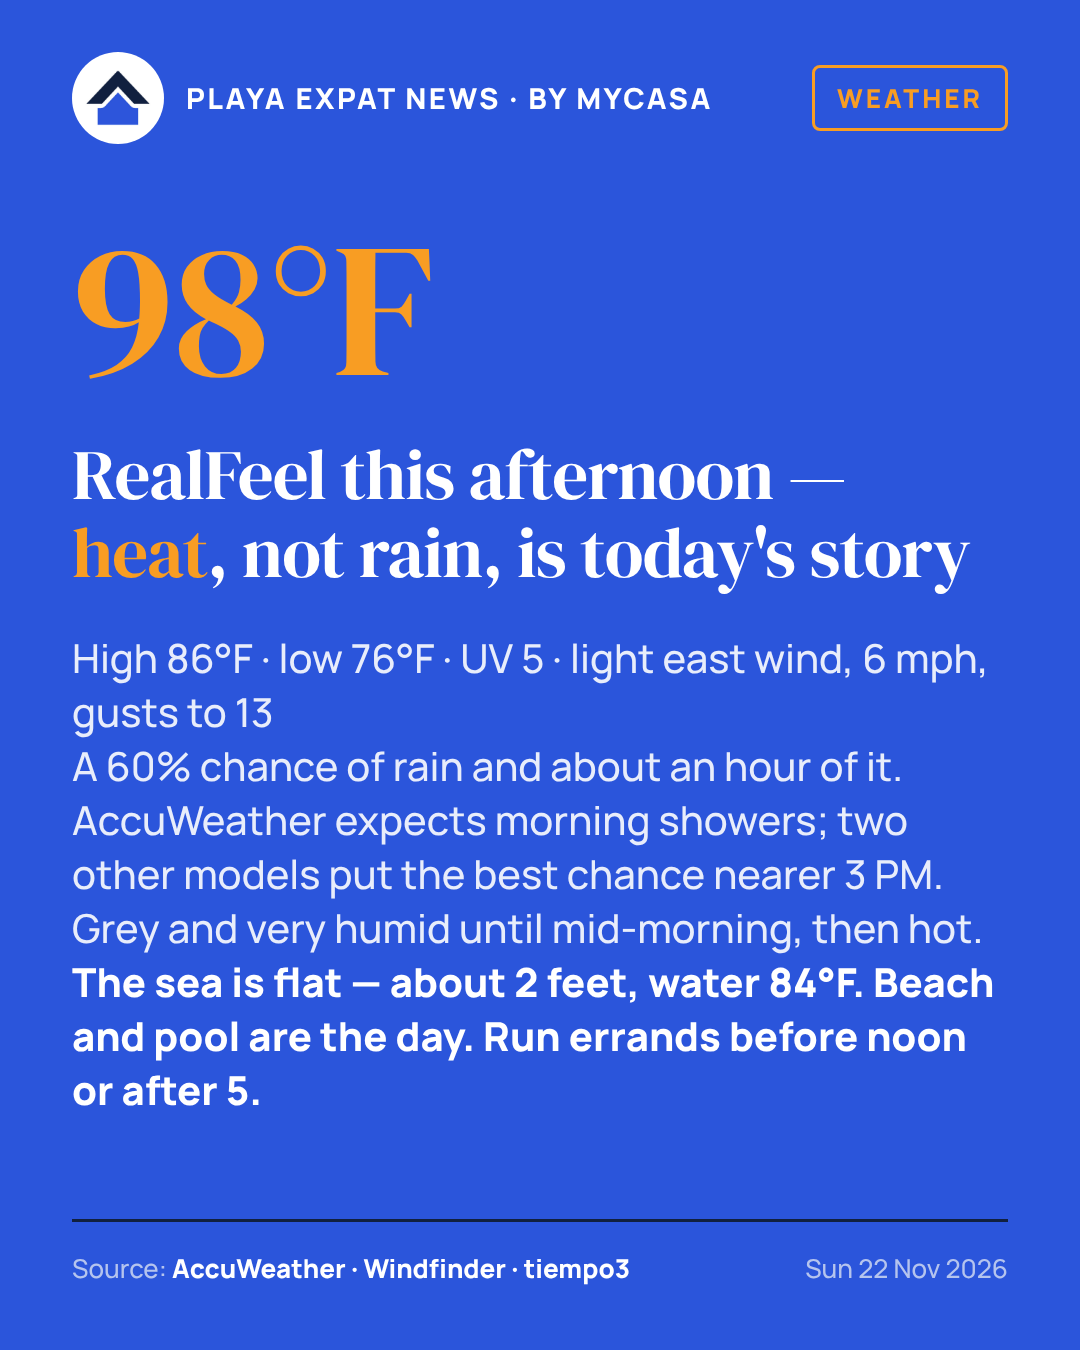 PLAYA EXPAT NEWS · BY MYCASA
WEATHER
98°F
RealFeel this afternoon —
heat, not rain, is today's story
High 86°F · low 76°F · UV 5 · light east wind, 6 mph,
gusts to 13
A 60% chance of rain and about an hour of it.
AccuWeather expects morning showers; two
other models put the best chance nearer 3 PM.
Grey and very humid until mid-morning, then hot.
The sea is flat — about 2 feet, water 84°F. Beach
and pool are the day. Run errands before noon
or after 5.
Source: AccuWeather · Windfinder · tiempo3
Sun 22 Nov 2026